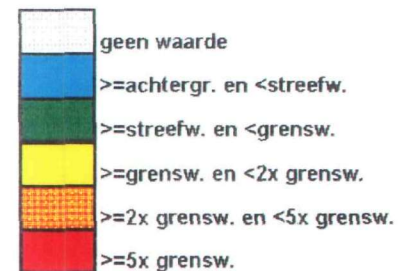 geen waarde
>=achtergr. en <streefw.
>=streefw. en <grensw.
>=grensw. en <2x grensw.
>=2x grensw. en <5x grensw.
>=5x grensw.